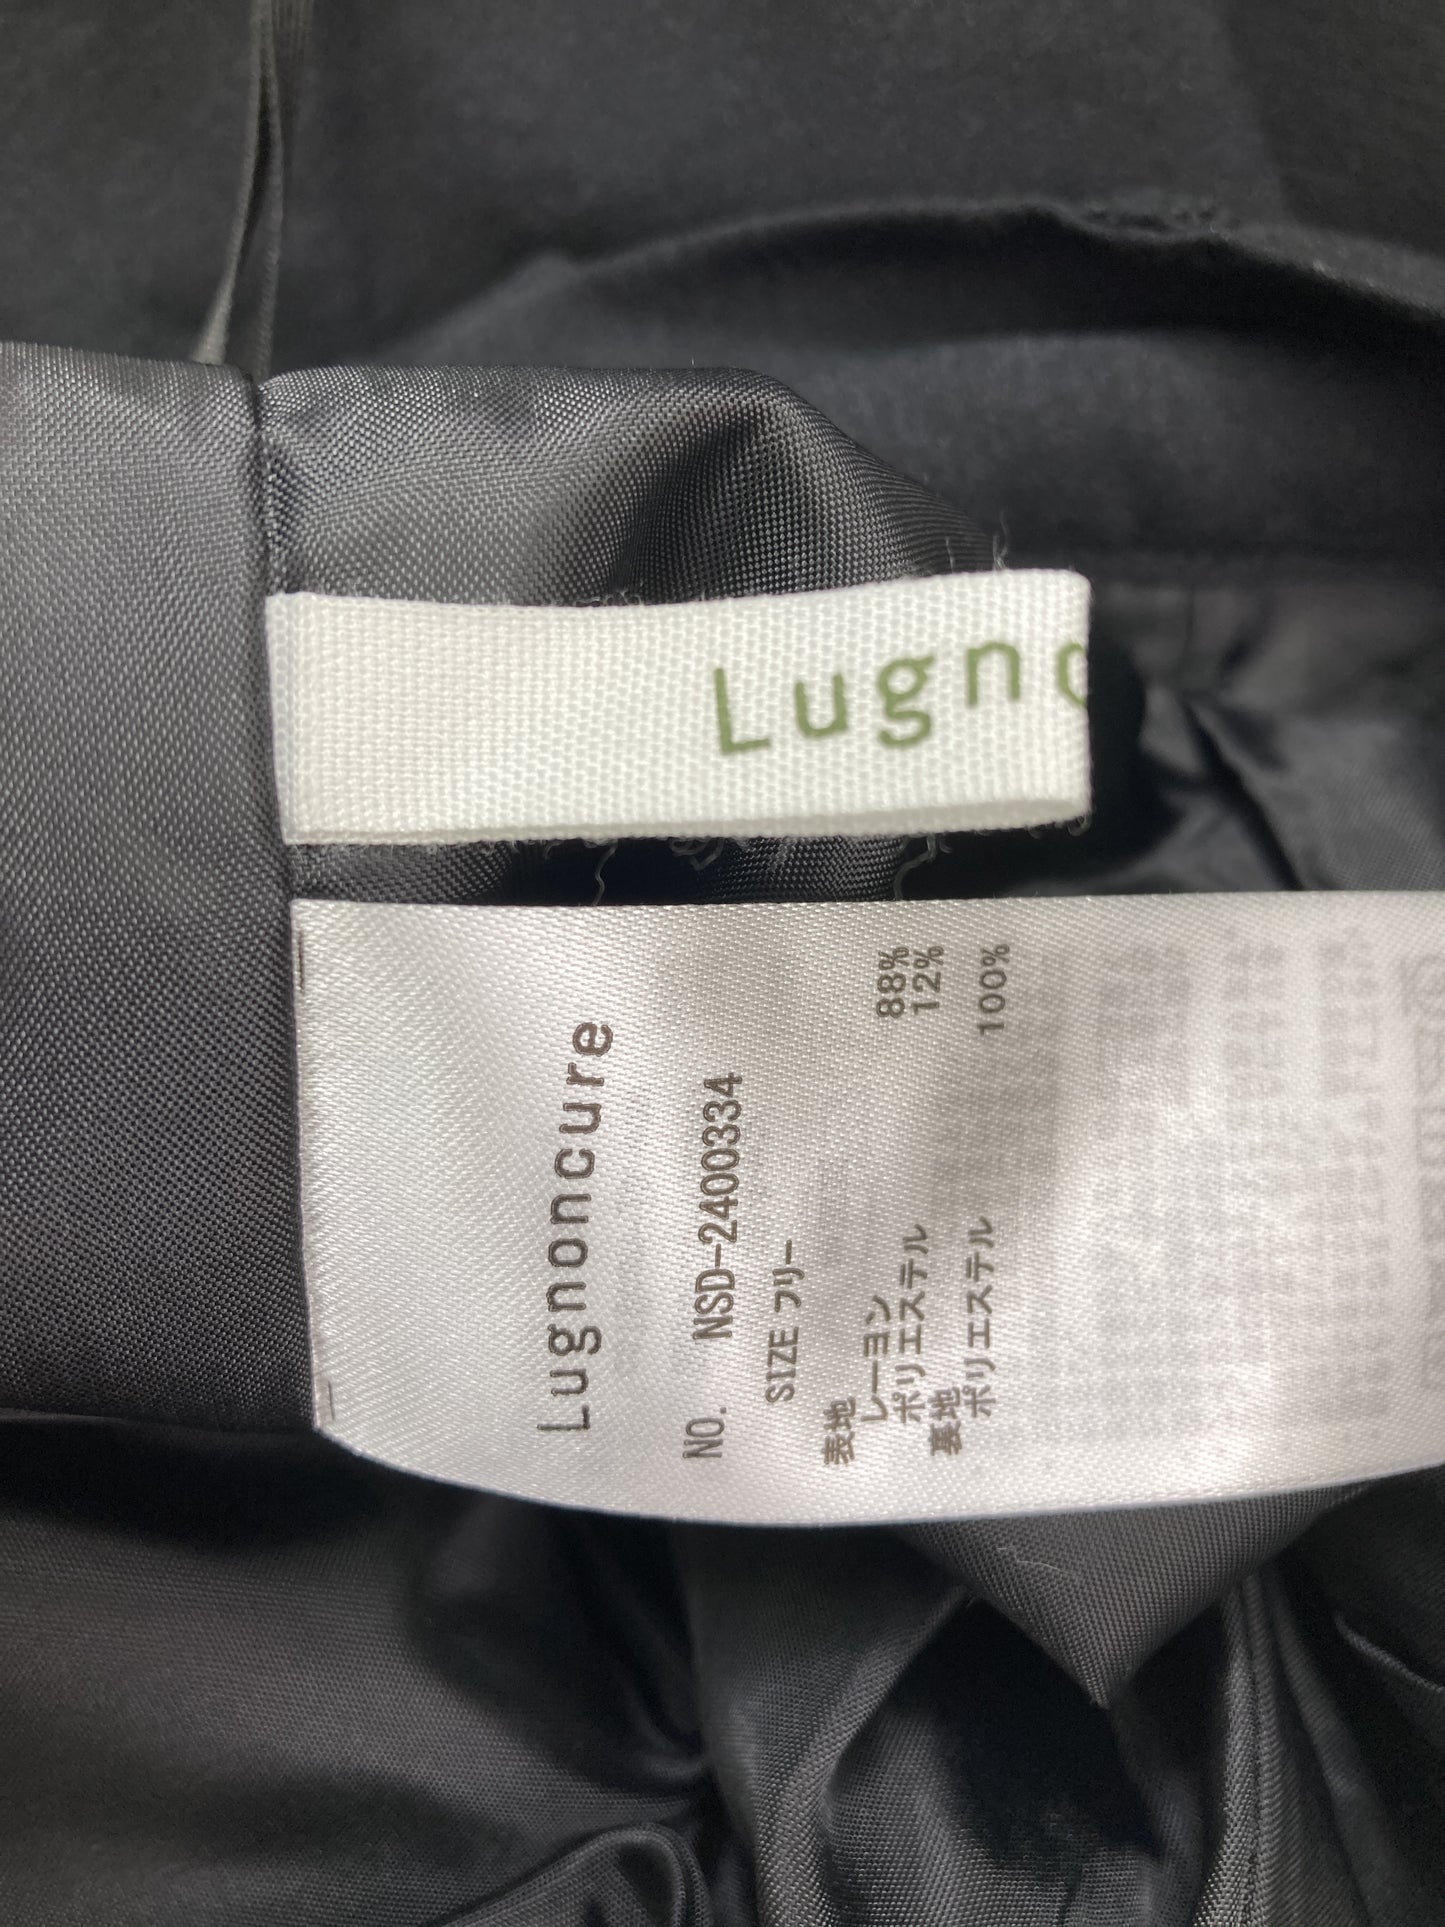 Lugno
Lugnoncure
NO. NSD-2400334
SIZE フリー
表地
レーヨン 88%
ポリエステル 12%
裏地
ポリエステル 100%